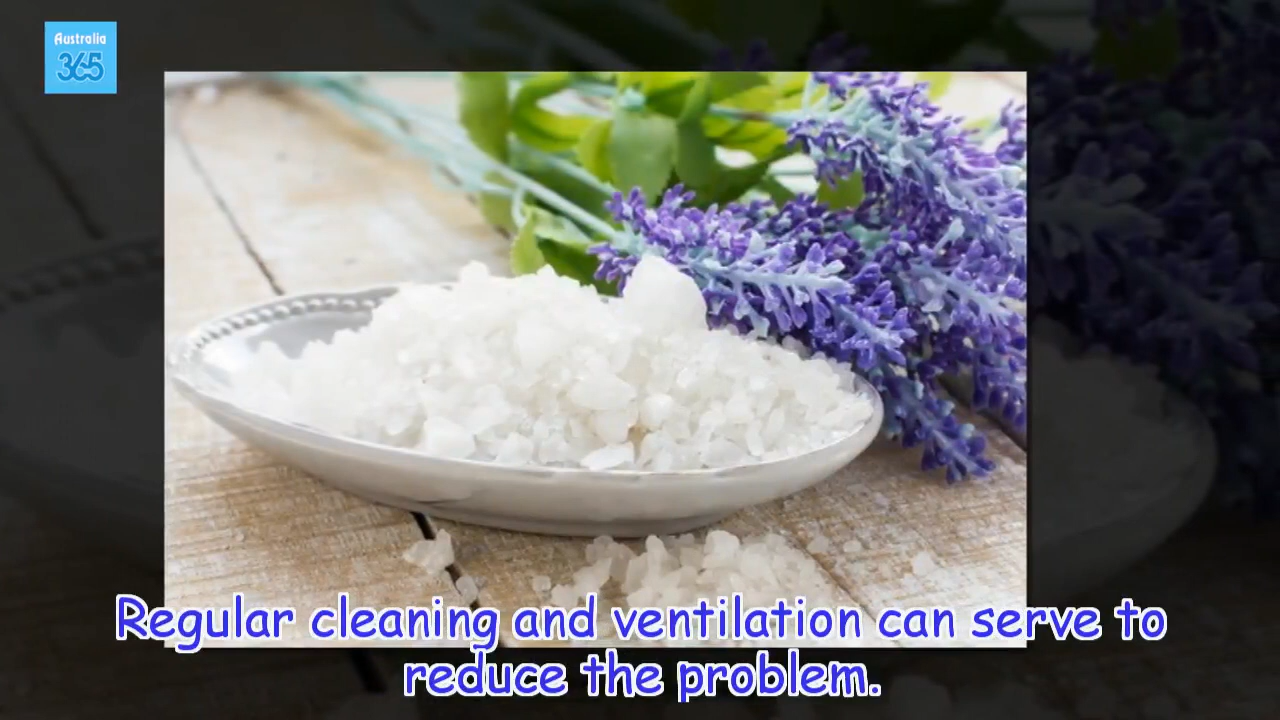 Australia
365
Regular cleaning and ventilation can serve to
reduce the problem.